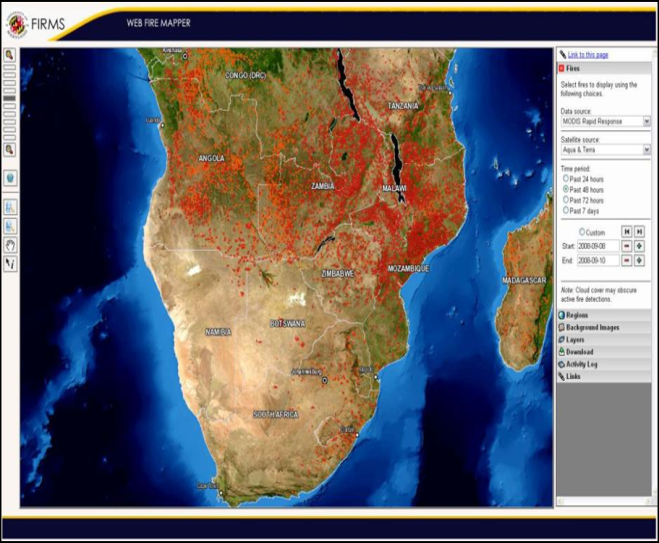 FIRMS
WEB FIRE MAPPER
Link to this page
Fires
Select fires to display using the
following choices.
Data source:
MODIS Rapid Response
Satellite source:
Aqua & Terra
Time period:
Past 24 hours
Past 48 hours
Past 72 hours
Past 7 days
Custom
Start: 2008-09-08
End: 2008-09-10
Note: Cloud cover may obscure
active fire detections.
Regions
Background Images
Layers
Download
Activity Log
Links
CONGO (DRC)
TANZANIA
ANGOLA
ZAMBIA
MALAWI
ZIMBABWE
MOZAMBIQUE
MADAGASCAR
NAMIBIA
BOTSWANA
SOUTH AFRICA